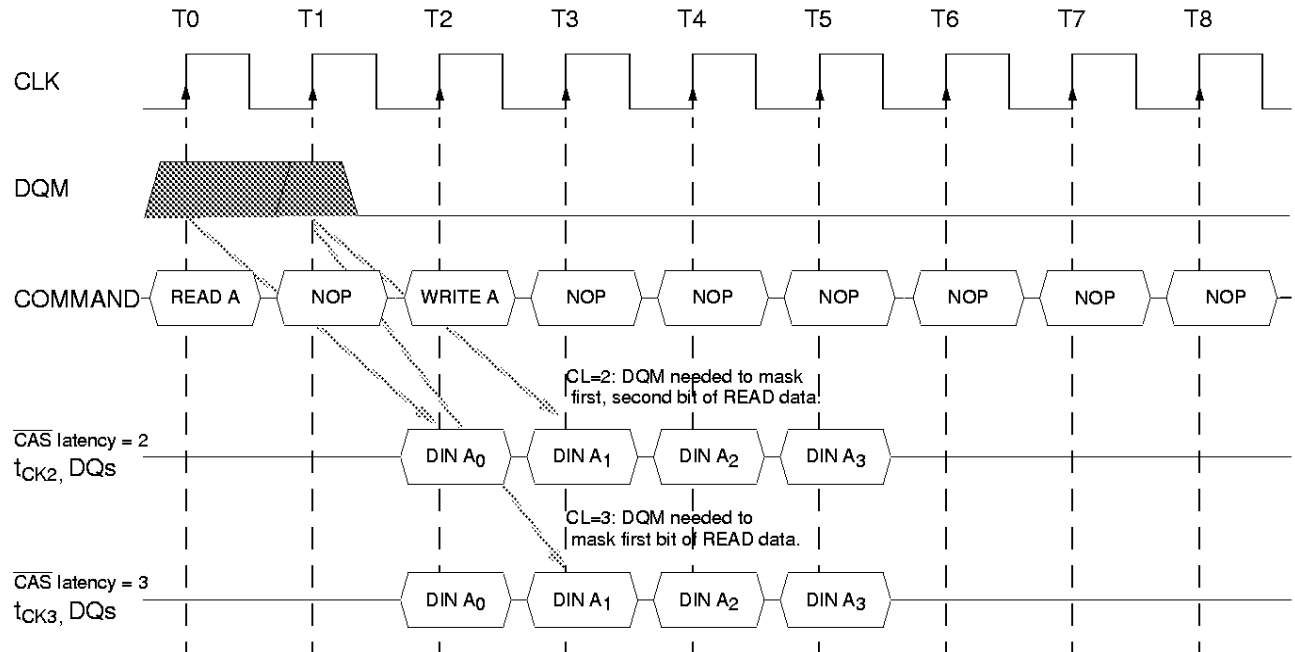 T0 T1 T2 T3 T4 T5 T6 T7 T8
CLK
DQM
COMMAND READ A NOP WRITE A NOP NOP NOP NOP NOP NOP
CL=2: DQM needed to mask
first, second bit of READ data.
CAS latency = 2
tCK2, DQs
DIN A0 DIN A1 DIN A2 DIN A3
CL=3: DQM needed to
mask first bit of READ data.
CAS latency = 3
tCK3, DQs
DIN A0 DIN A1 DIN A2 DIN A3